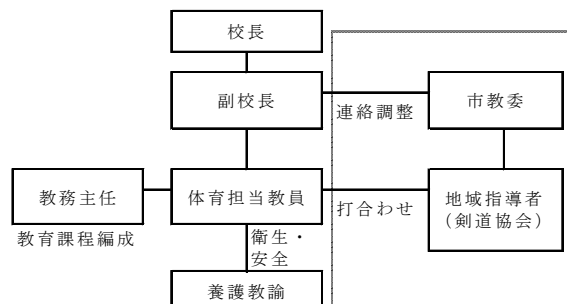 校長
副校長
連絡調整
市教委
教務主任
体育担当教員
打合わせ
地域指導者
(剣道協会)
教育課程編成
衛生・
安全
養護教諭